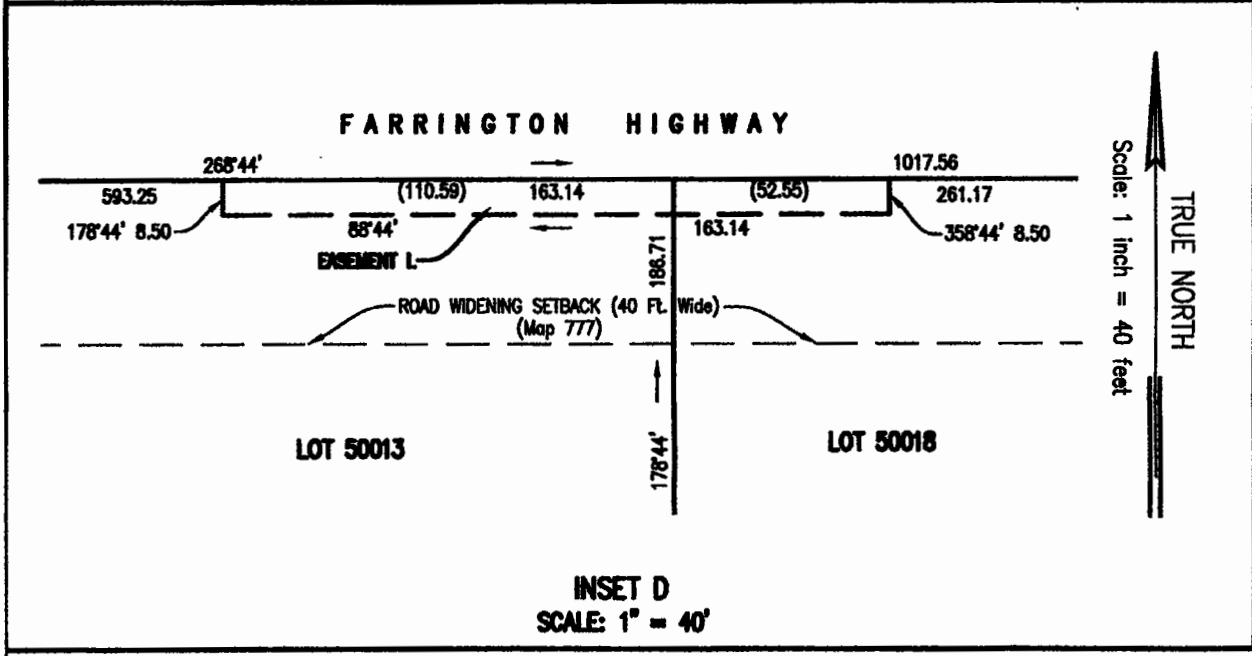 FARRINGTON HIGHWAY
268°44'
1017.56
593.25
(110.59)
163.14
(52.55)
261.17
178°44' 8.50
88°44'
163.14
358°44' 8.50
EASEMENT L
186.71
ROAD WIDENING SETBACK (40 Ft. Wide)
(Map 777)
LOT 50013
178°44'
LOT 50018
INSET D
SCALE: 1" = 40'
Scale: 1 inch = 40 feet
TRUE NORTH